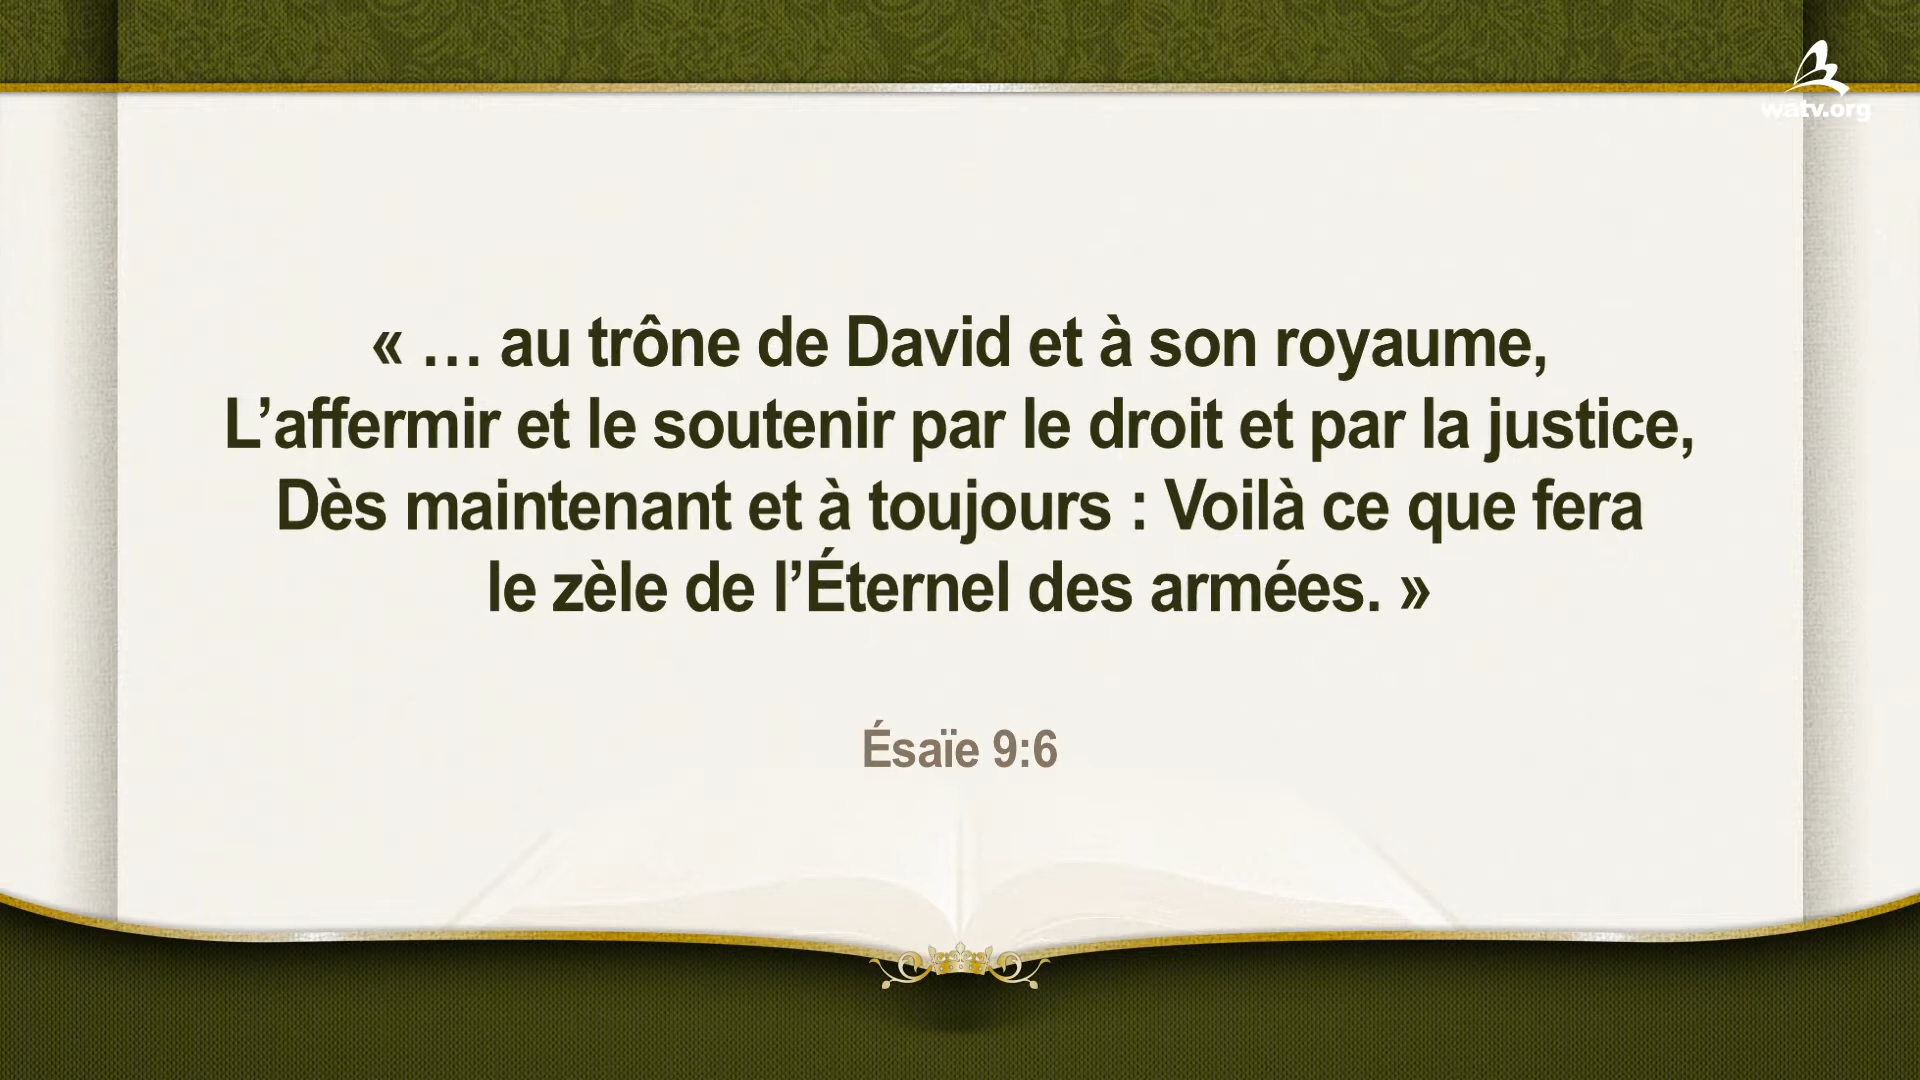 watv.org
« … au trône de David et à son royaume,
L’affermir et le soutenir par le droit et par la justice,
Dès maintenant et à toujours : Voilà ce que fera
le zèle de l’Éternel des armées. »
Ésaïe 9:6